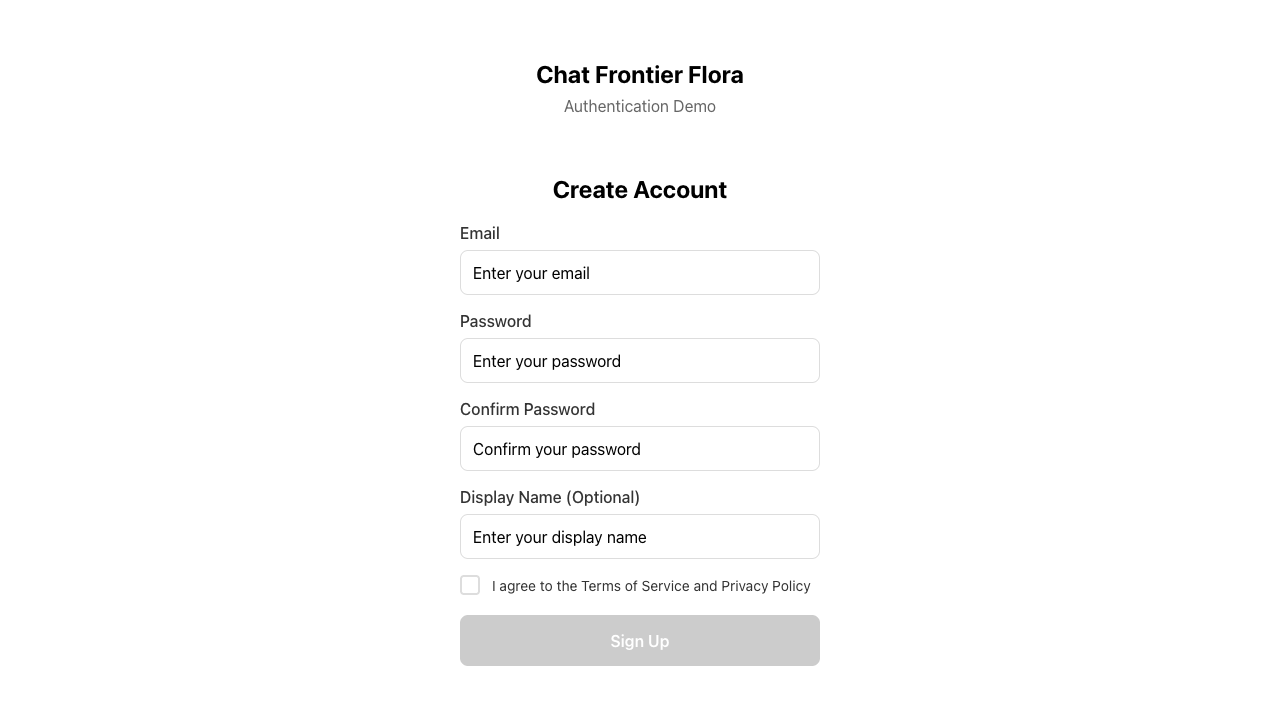 Chat Frontier Flora
Authentication Demo
Create Account
Email
Enter your email
Password
Enter your password
Confirm Password
Confirm your password
Display Name (Optional)
Enter your display name
I agree to the Terms of Service and Privacy Policy
Sign Up